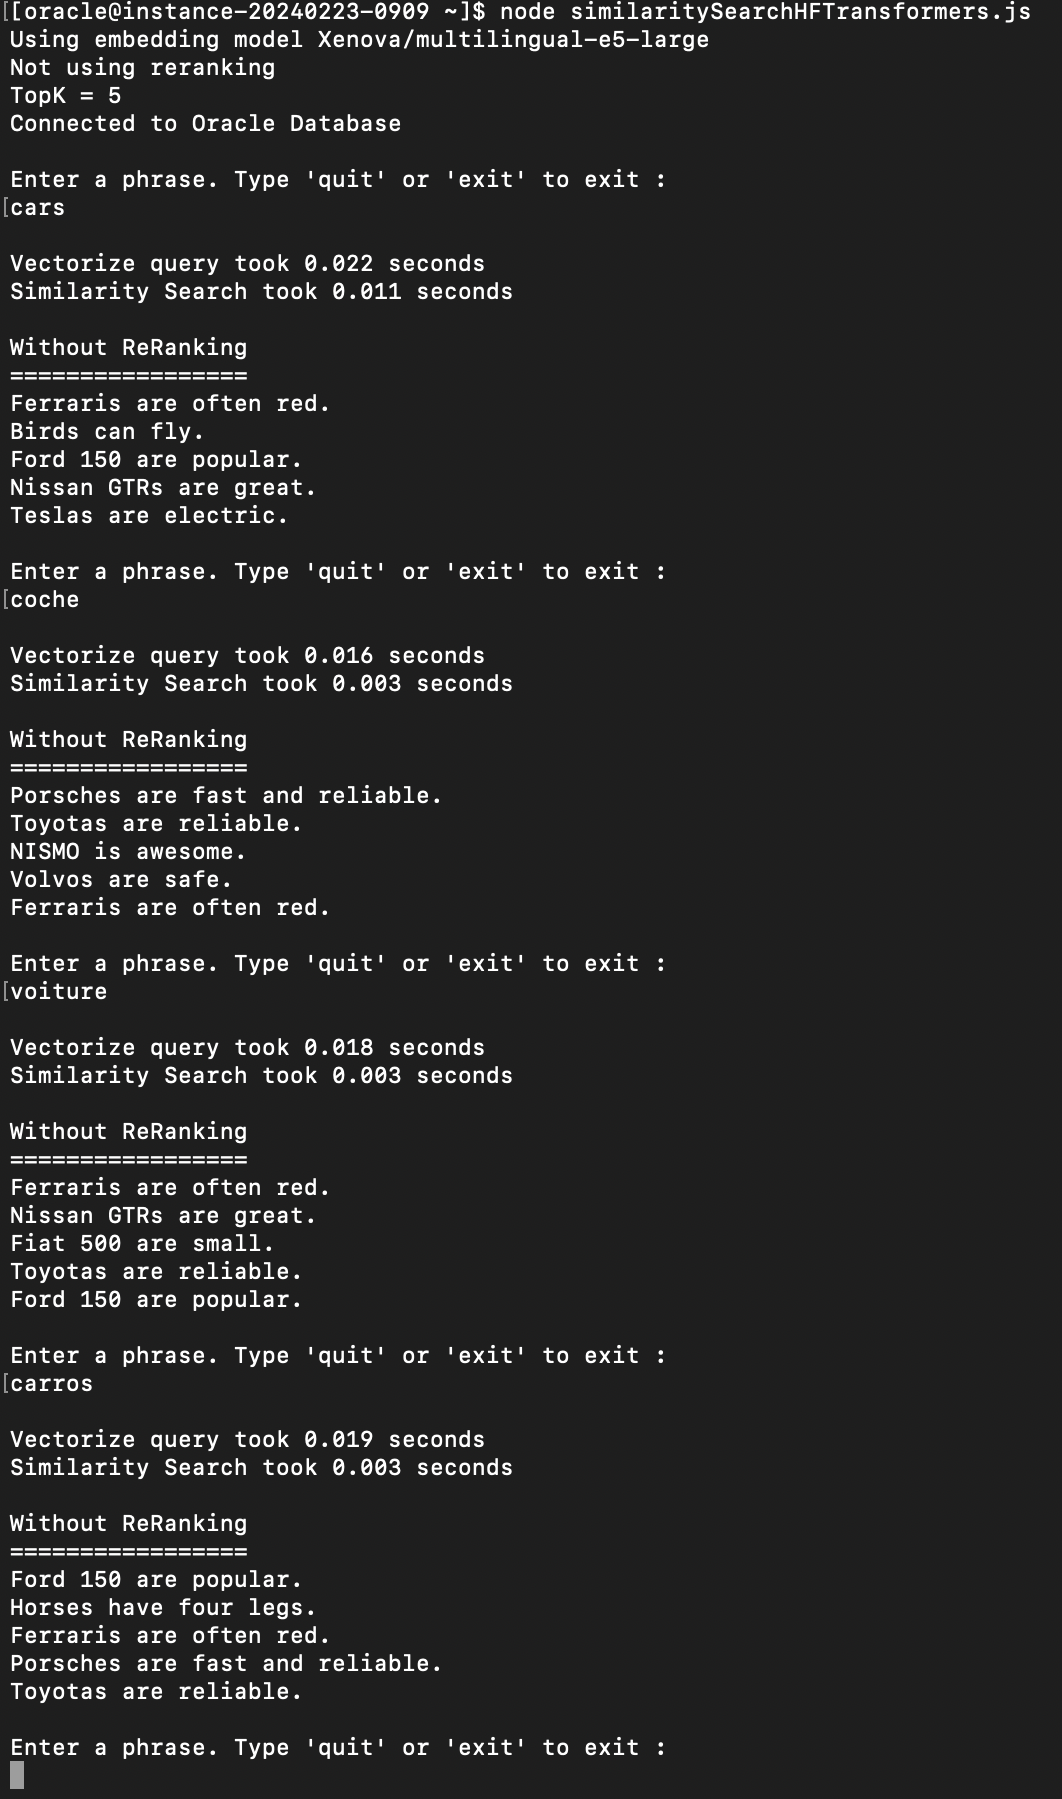 [[oracle@instance-20240223-0909 ~]$ node similaritySearchHFTransformers.js
Using embedding model Xenova/multilingual-e5-large
Not using reranking
TopK = 5
Connected to Oracle Database
Enter a phrase. Type 'quit' or 'exit' to exit :
[cars
Vectorize query took 0.022 seconds
Similarity Search took 0.011 seconds
Without ReRanking
=================
Ferraris are often red.
Birds can fly.
Ford 150 are popular.
Nissan GTRs are great.
Teslas are electric.
Enter a phrase. Type 'quit' or 'exit' to exit :
[coche
Vectorize query took 0.016 seconds
Similarity Search took 0.003 seconds
Without ReRanking
=================
Porsches are fast and reliable.
Toyotas are reliable.
NISMO is awesome.
Volvos are safe.
Ferraris are often red.
Enter a phrase. Type 'quit' or 'exit' to exit :
[voiture
Vectorize query took 0.018 seconds
Similarity Search took 0.003 seconds
Without ReRanking
=================
Ferraris are often red.
Nissan GTRs are great.
Fiat 500 are small.
Toyotas are reliable.
Ford 150 are popular.
Enter a phrase. Type 'quit' or 'exit' to exit :
[carros
Vectorize query took 0.019 seconds
Similarity Search took 0.003 seconds
Without ReRanking
=================
Ford 150 are popular.
Horses have four legs.
Ferraris are often red.
Porsches are fast and reliable.
Toyotas are reliable.
Enter a phrase. Type 'quit' or 'exit' to exit :